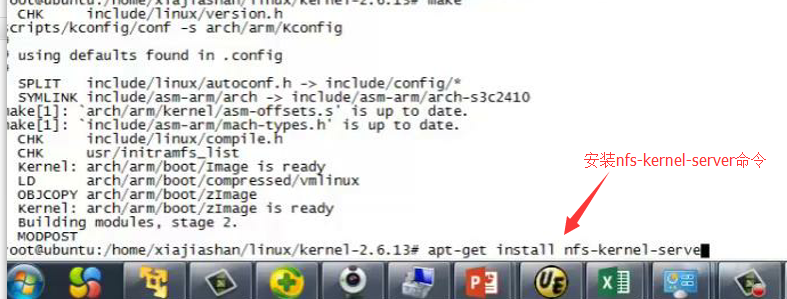 root@ubuntu:/home/xiajiashan/linux/kernel-2.6.13# make
CHK include/linux/version.h
scripts/kconfig/conf -s arch/arm/Kconfig
#
# using defaults found in .config
#
SPLIT include/linux/autoconf.h -> include/config/*
SYMLINK include/asm-arm/arch -> include/asm-arm/arch-s3c2410
make[1]: `arch/arm/kernel/asm-offsets.s' is up to date.
make[1]: `include/asm-arm/mach-types.h' is up to date.
CHK include/linux/compile.h
CHK usr/initramfs_list
Kernel: arch/arm/boot/Image is ready
安装nfs-kernel-server命令
LD arch/arm/boot/compressed/vmlinux
OBJCOPY arch/arm/boot/zImage
Kernel: arch/arm/boot/zImage is ready
Building modules, stage 2.
MODPOST
root@ubuntu:/home/xiajiashan/linux/kernel-2.6.13# apt-get install nfs-kernel-serve
UE